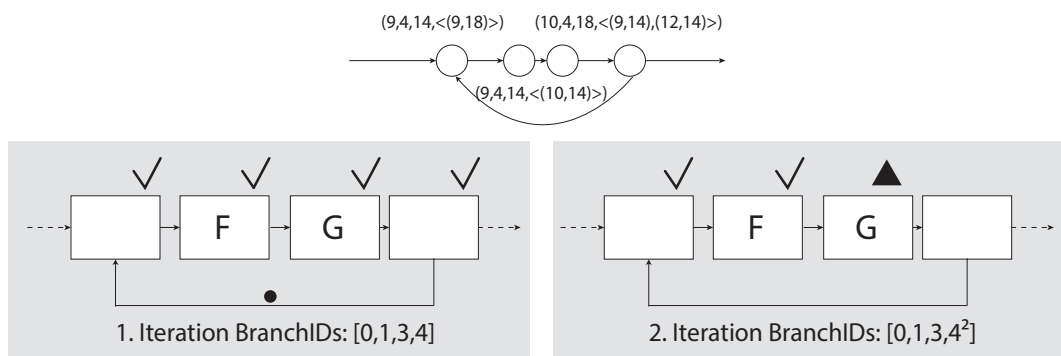 (9,4,14,<(9,18)>) (10,4,18,<(9,14),(12,14)>)
(9,4,14,<(10,14)>)
F G
1. Iteration BranchIDs: [0,1,3,4]
F G
2. Iteration BranchIDs: [0,1,3,4²]